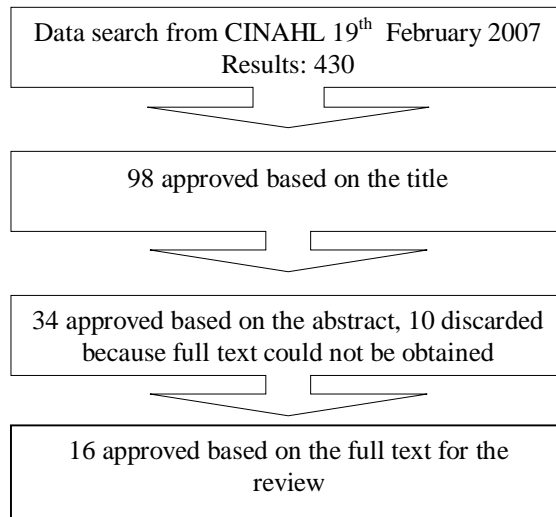 Data search from CINAHL 19th February 2007
Results: 430
98 approved based on the title
34 approved based on the abstract, 10 discarded
because full text could not be obtained
16 approved based on the full text for the
review